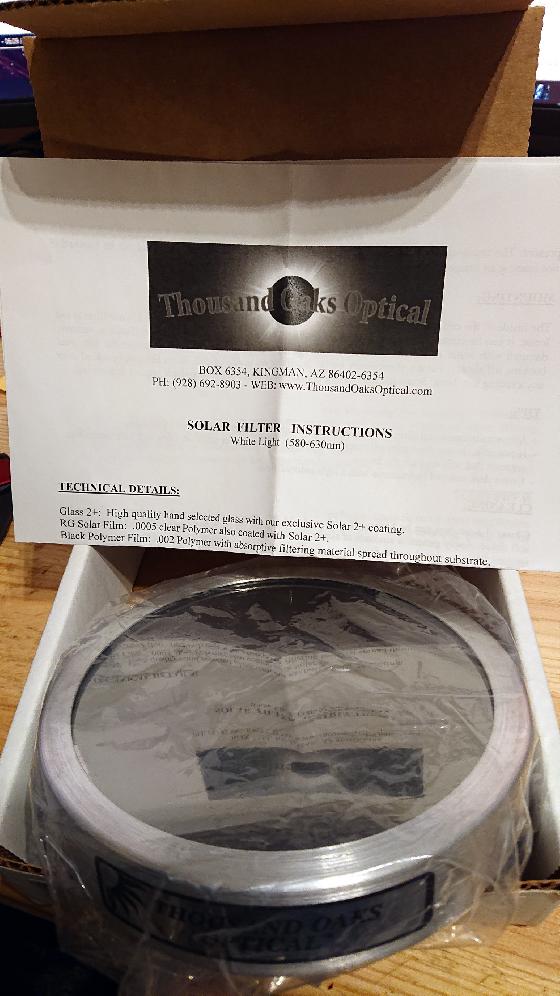 Thousand Oaks Optical
BOX 6354, KINGMAN, AZ 86402-6354
PH: (928) 692-8903 - WEB: www.ThousandOaksOptical.com
SOLAR FILTER INSTRUCTIONS
White Light (580-630nm)
TECHNICAL DETAILS:
Glass 2+: High quality hand selected glass with our exclusive Solar 2+ coating.
RG Solar Film: .0005 clear Polymer also coated with Solar 2+.
Black Polymer Film: .002 Polymer with absorptive filtering material spread throughout substrate.
THOUSAND OAKS
OPTICAL